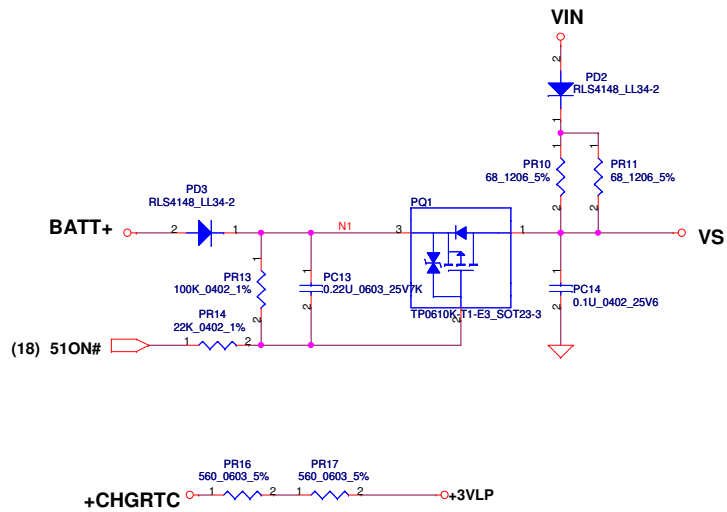 VIN
2
PD2
RLS4148_LL34-2
1
1
1
PR10
68_1206_5%
PR11
68_1206_5%
2
2
PD3
RLS4148_LL34-2
BATT+
2
1
N1
PQ1
3
1
VS
1
PR13
100K_0402_1%
2
1
PC13
0.22U_0603_25V7K
2
1
PC14
0.1U_0402_25V6
2
TP0610K-T1-E3_SOT23-3
2
PR14
22K_0402_1%
(18) 51ON#
1
2
PR16
560_0603_5%
PR17
560_0603_5%
+CHGRTC
1
2
1
2
+3VLP